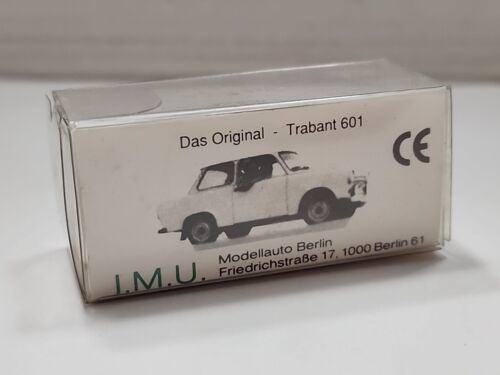 Das Original - Trabant 601
CE
I.M.U.
Modellauto Berlin
Friedrichstraße 17, 1000 Berlin 61